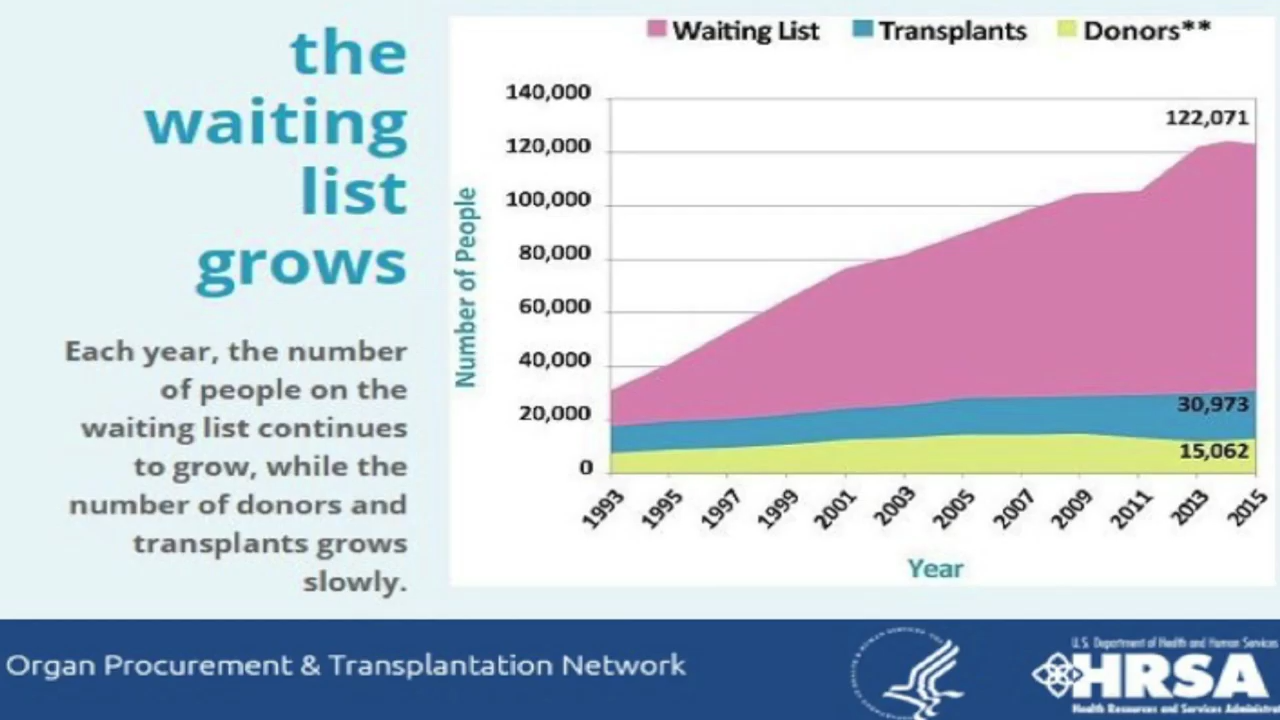 the
waiting
list
grows
Each year, the number
of people on the
waiting list continues
to grow, while the
number of donors and
transplants grows
slowly.
Waiting List Transplants Donors**
140,000
120,000
100,000
80,000
60,000
40,000
20,000
0
Number of People
122,071
30,973
15,062
1993 1995 1997 1999 2001 2003 2005 2007 2009 2011 2013 2015
Year
Organ Procurement & Transplantation Network
U.S. Department of Health and Human Services
HRSA
Health Resources and Services